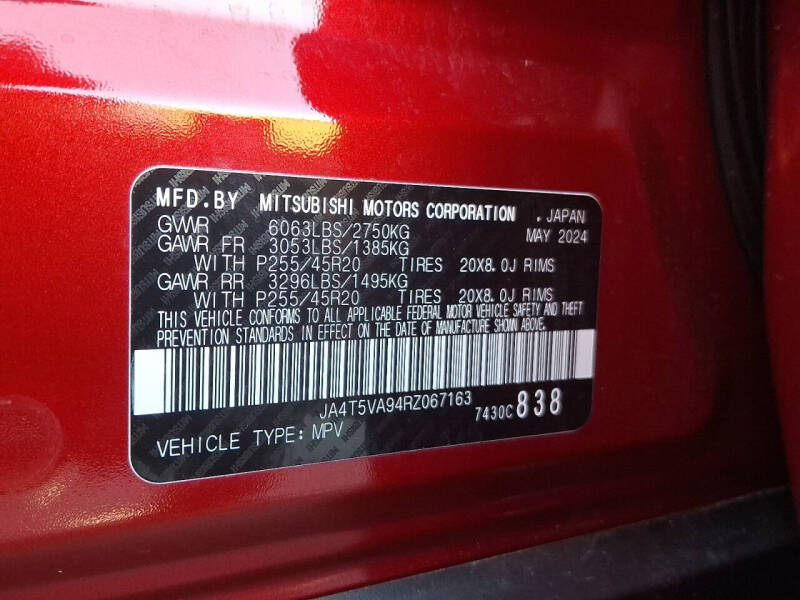 MFD.BY MITSUBISHI MOTORS CORPORATION . JAPAN
GVWR 6063LBS/2750KG MAY 2024
GAWR FR 3053LBS/1385KG
WITH P255/45R20 TIRES 20X8.0J RIMS
GAWR RR 3296LBS/1495KG
WITH P255/45R20 TIRES 20X8.0J RIMS
THIS VEHICLE CONFORMS TO ALL APPLICABLE FEDERAL MOTOR VEHICLE SAFETY AND THEFT
PREVENTION STANDARDS IN EFFECT ON THE DATE OF MANUFACTURE SHOWN ABOVE.
JA4T5VA94RZ067163 7430C 838
VEHICLE TYPE: MPV